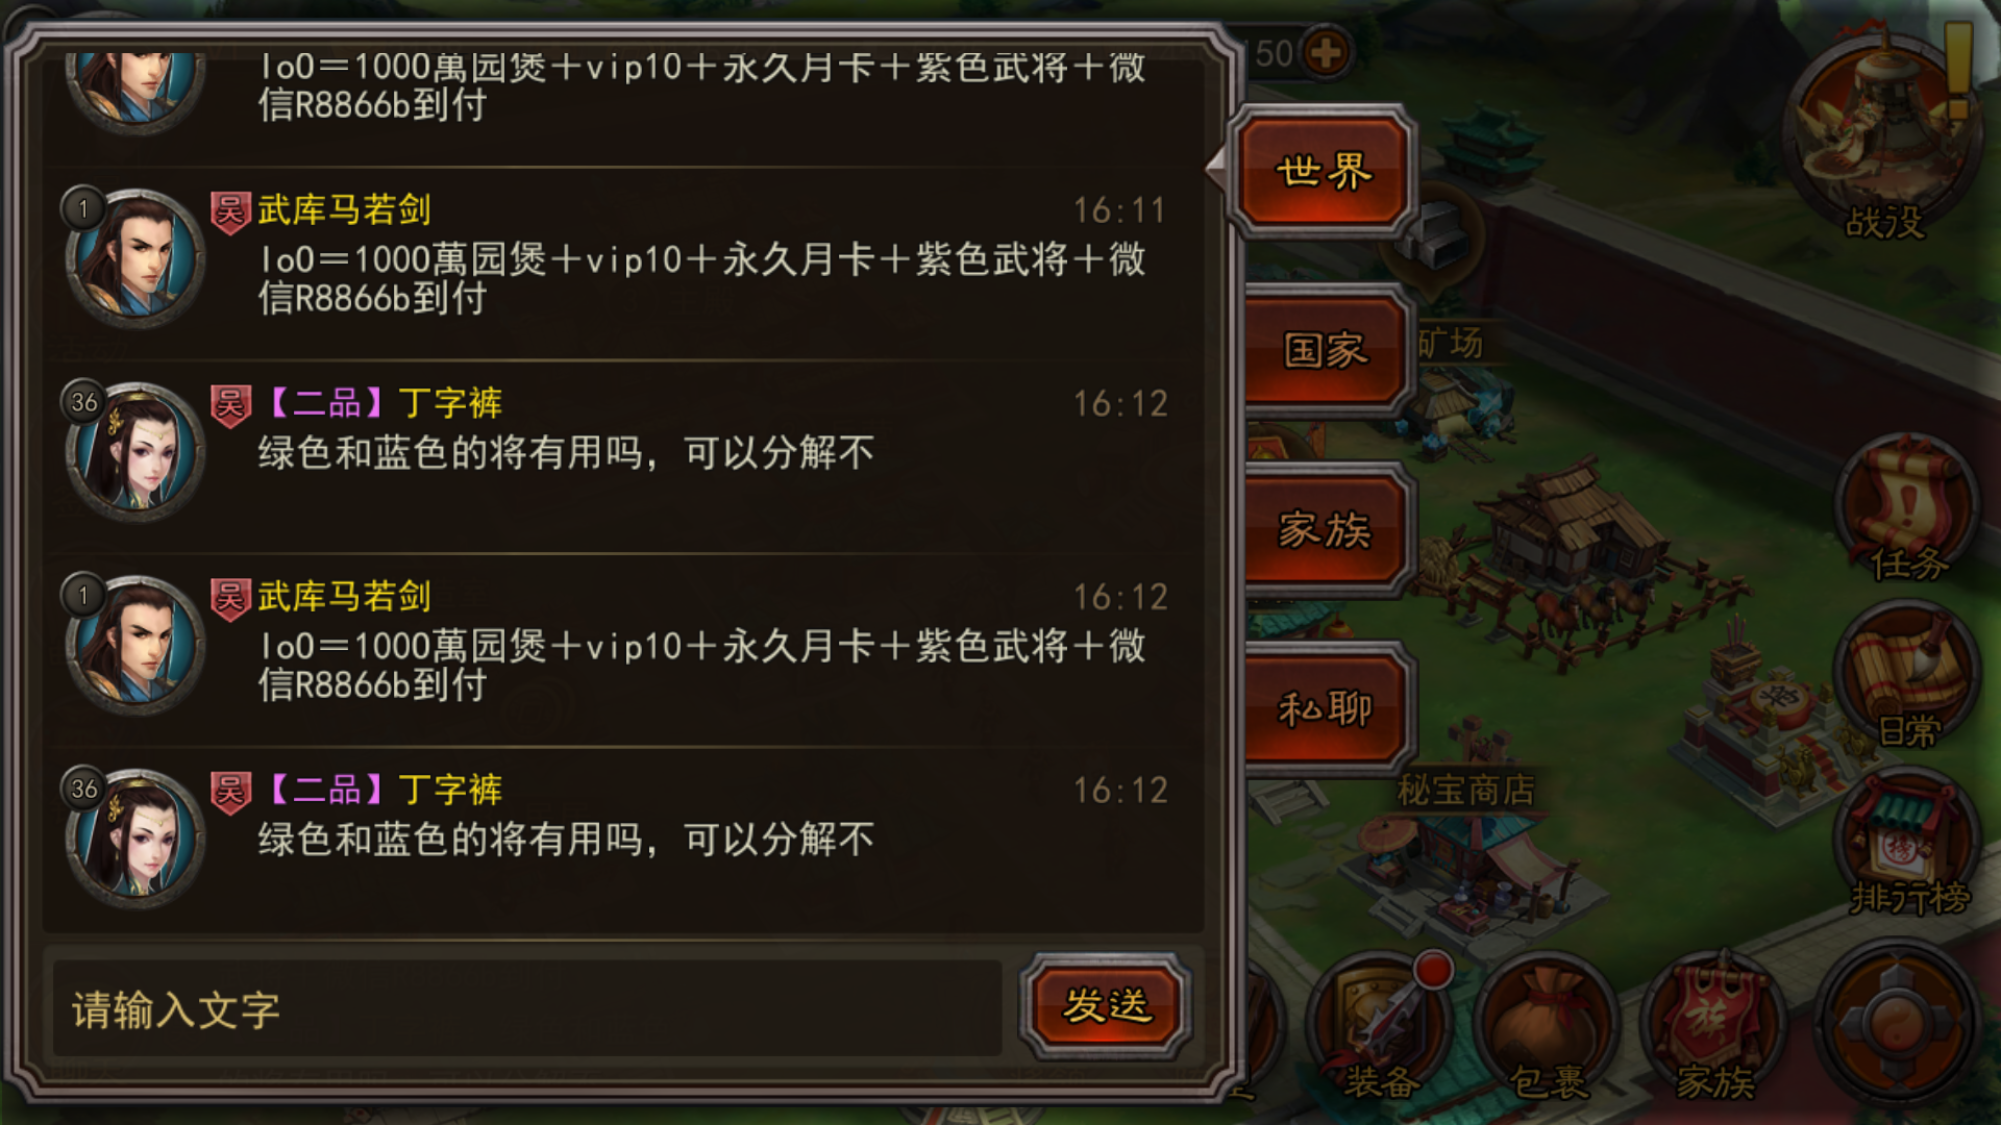 lo0＝1000萬园煲＋vip10＋永久月卡＋紫色武将＋微
信R8866b到付
1
吴 武库马若剑 16:11
lo0＝1000萬园煲＋vip10＋永久月卡＋紫色武将＋微
信R8866b到付
36
吴 【二品】丁字裤 16:12
绿色和蓝色的将有用吗，可以分解不
1
吴 武库马若剑 16:12
lo0＝1000萬园煲＋vip10＋永久月卡＋紫色武将＋微
信R8866b到付
36
吴 【二品】丁字裤 16:12
绿色和蓝色的将有用吗，可以分解不
请输入文字
发送
世界
国家
家族
私聊
150
战役
矿场
任务
日常
秘宝商店
榜
排行榜
装备
包裹
族
家族